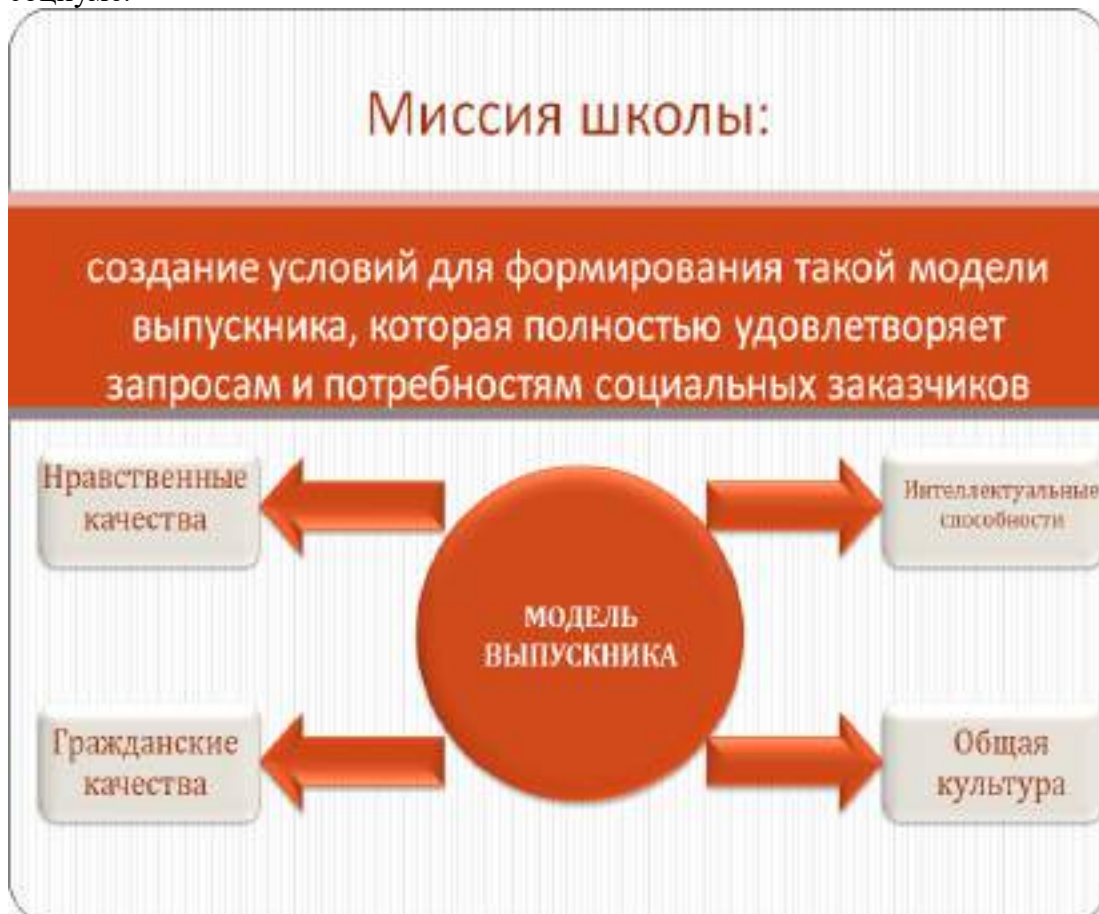 Миссия школы:
создание условий для формирования такой модели
выпускника, которая полностью удовлетворяет
запросам и потребностям социальных заказчиков
Нравственные
качества
Интеллектуальные
способности
МОДЕЛЬ
ВЫПУСКНИКА
Гражданские
качества
Общая
культура